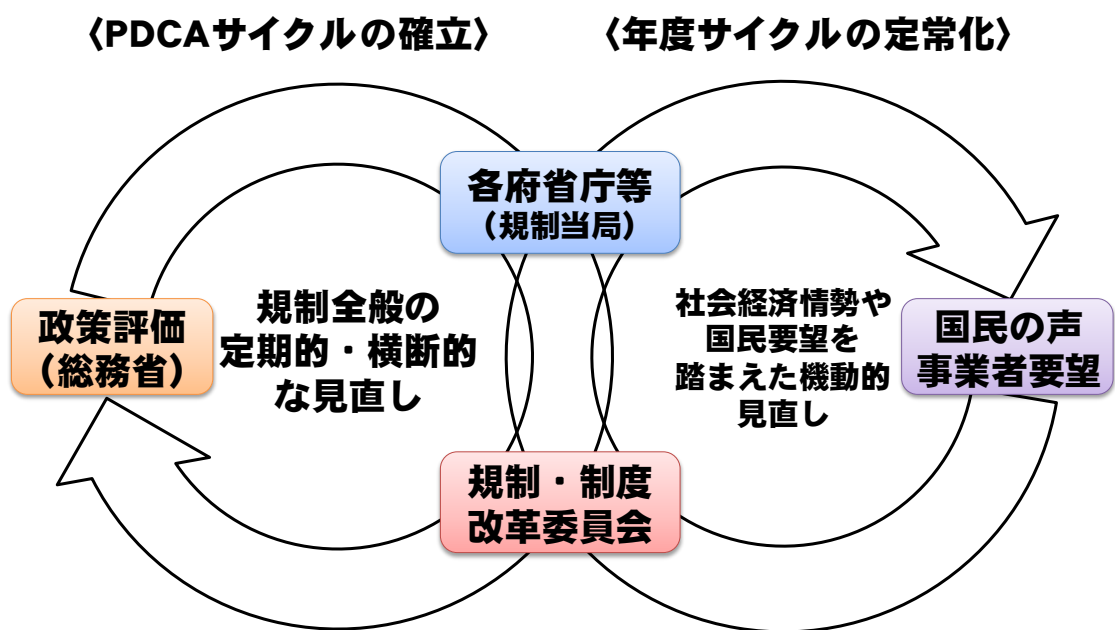 〈PDCAサイクルの確立〉
〈年度サイクルの定常化〉
各府省庁等
（規制当局）
規制全般の
定期的・横断的
な見直し
社会経済情勢や
国民要望を
踏まえた機動的
見直し
政策評価
（総務省）
国民の声
事業者要望
規制・制度
改革委員会